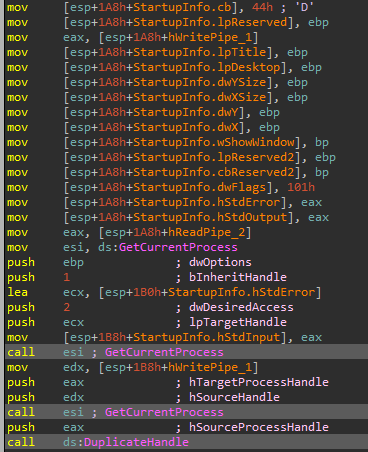 mov [esp+1A8h+StartupInfo.cb], 44h ; 'D'
mov [esp+1A8h+StartupInfo.lpReserved], ebp
mov eax, [esp+1A8h+hWritePipe_1]
mov [esp+1A8h+StartupInfo.lpTitle], ebp
mov [esp+1A8h+StartupInfo.lpDesktop], ebp
mov [esp+1A8h+StartupInfo.dwYSize], ebp
mov [esp+1A8h+StartupInfo.dwXSize], ebp
mov [esp+1A8h+StartupInfo.dwY], ebp
mov [esp+1A8h+StartupInfo.dwX], ebp
mov [esp+1A8h+StartupInfo.wShowWindow], bp
mov [esp+1A8h+StartupInfo.lpReserved2], ebp
mov [esp+1A8h+StartupInfo.cbReserved2], bp
mov [esp+1A8h+StartupInfo.dwFlags], 101h
mov [esp+1A8h+StartupInfo.hStdError], eax
mov [esp+1A8h+StartupInfo.hStdOutput], eax
mov eax, [esp+1A8h+hReadPipe_2]
mov esi, ds:GetCurrentProcess
push ebp ; dwOptions
push 1 ; bInheritHandle
lea ecx, [esp+1B0h+StartupInfo.hStdError]
push 2 ; dwDesiredAccess
push ecx ; lpTargetHandle
mov [esp+1B8h+StartupInfo.hStdInput], eax
call esi ; GetCurrentProcess
mov edx, [esp+1B8h+hWritePipe_1]
push eax ; hTargetProcessHandle
push edx ; hSourceHandle
call esi ; GetCurrentProcess
push eax ; hSourceProcessHandle
call ds:DuplicateHandle